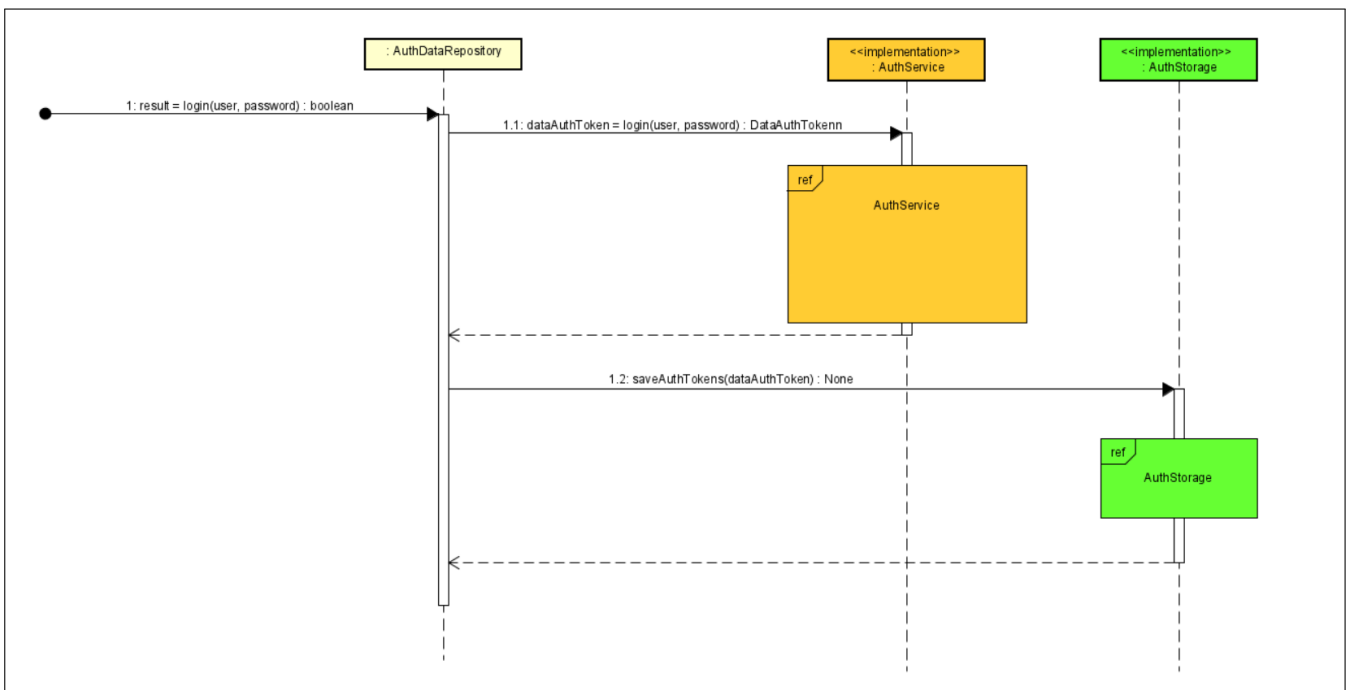 : AuthDataRepository
<<implementation>>
: AuthService
<<implementation>>
: AuthStorage
1: result = login(user, password) : boolean
1.1: dataAuthToken = login(user, password) : DataAuthTokenn
ref
AuthService
1.2: saveAuthTokens(dataAuthToken) : None
ref
AuthStorage